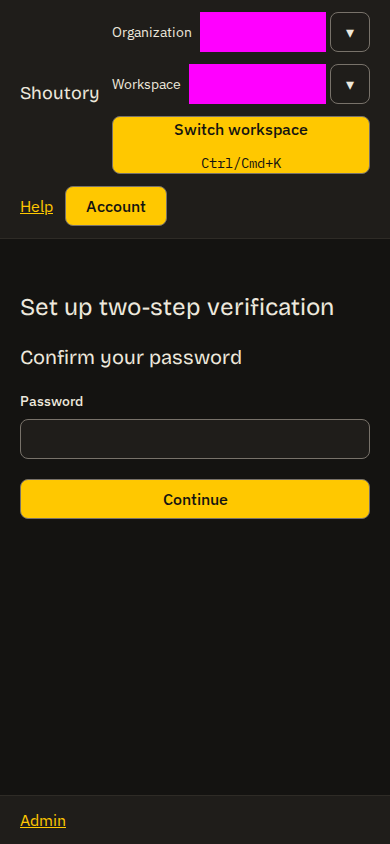 Organization
▼
Shoutory
Workspace
▼
Switch workspace
Ctrl/Cmd+K
Help
Account
Set up two-step verification
Confirm your password
Password
Continue
Admin